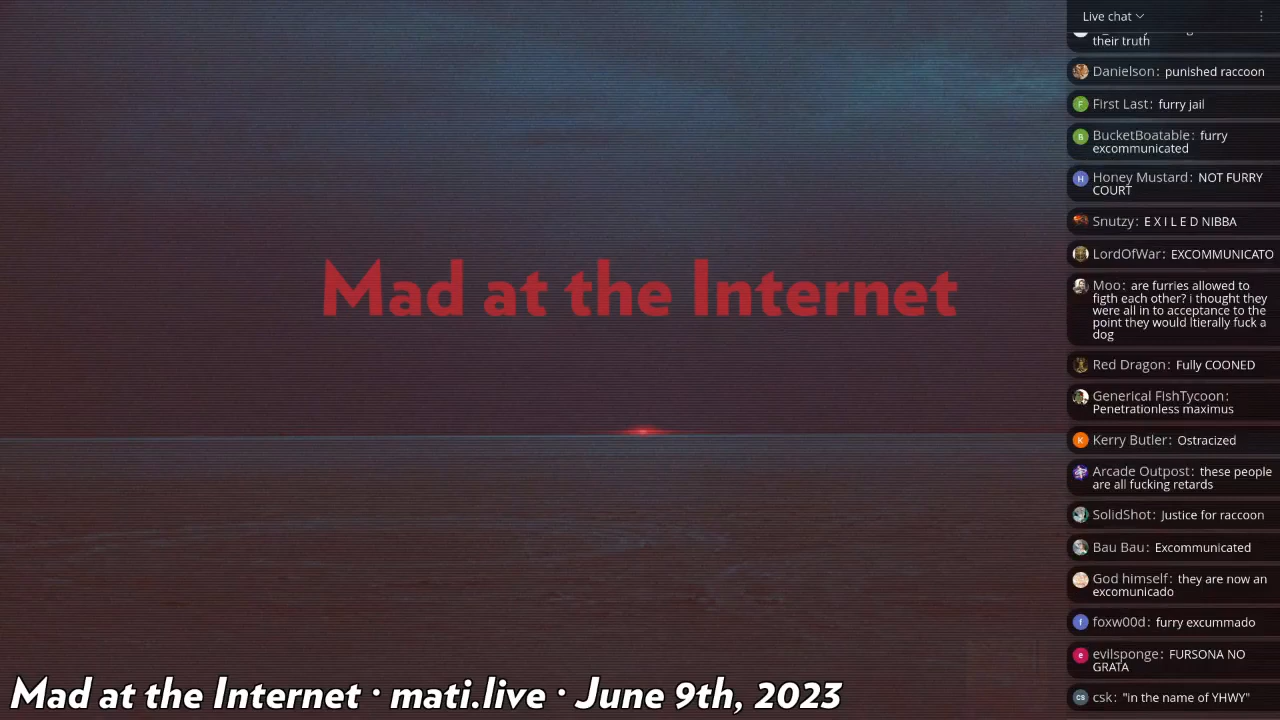 Live chat
their truth
Danielson: punished raccoon
First Last: furry jail
BucketBoatable: furry
excommunicated
Honey Mustard: NOT FURRY
COURT
Snutzy: E X I L E D NIBBA
LordOfWar: EXCOMMUNICATO
Moo: are furries allowed to
figth each other? i thought they
were all in to acceptance to the
point they would ltierally fuck a
dog
Red Dragon: Fully COONED
Generical FishTycoon:
Penetrationless maximus
Kerry Butler: Ostracized
Arcade Outpost: these people
are all fucking retards
SolidShot: Justice for raccoon
Bau Bau: Excommunicated
God himself: they are now an
excomunicado
foxw00d: furry excummado
evilsponge: FURSONA NO
GRATA
csk: "in the name of YHWY"
Mad at the Internet
Mad at the Internet · mati.live · June 9th, 2023